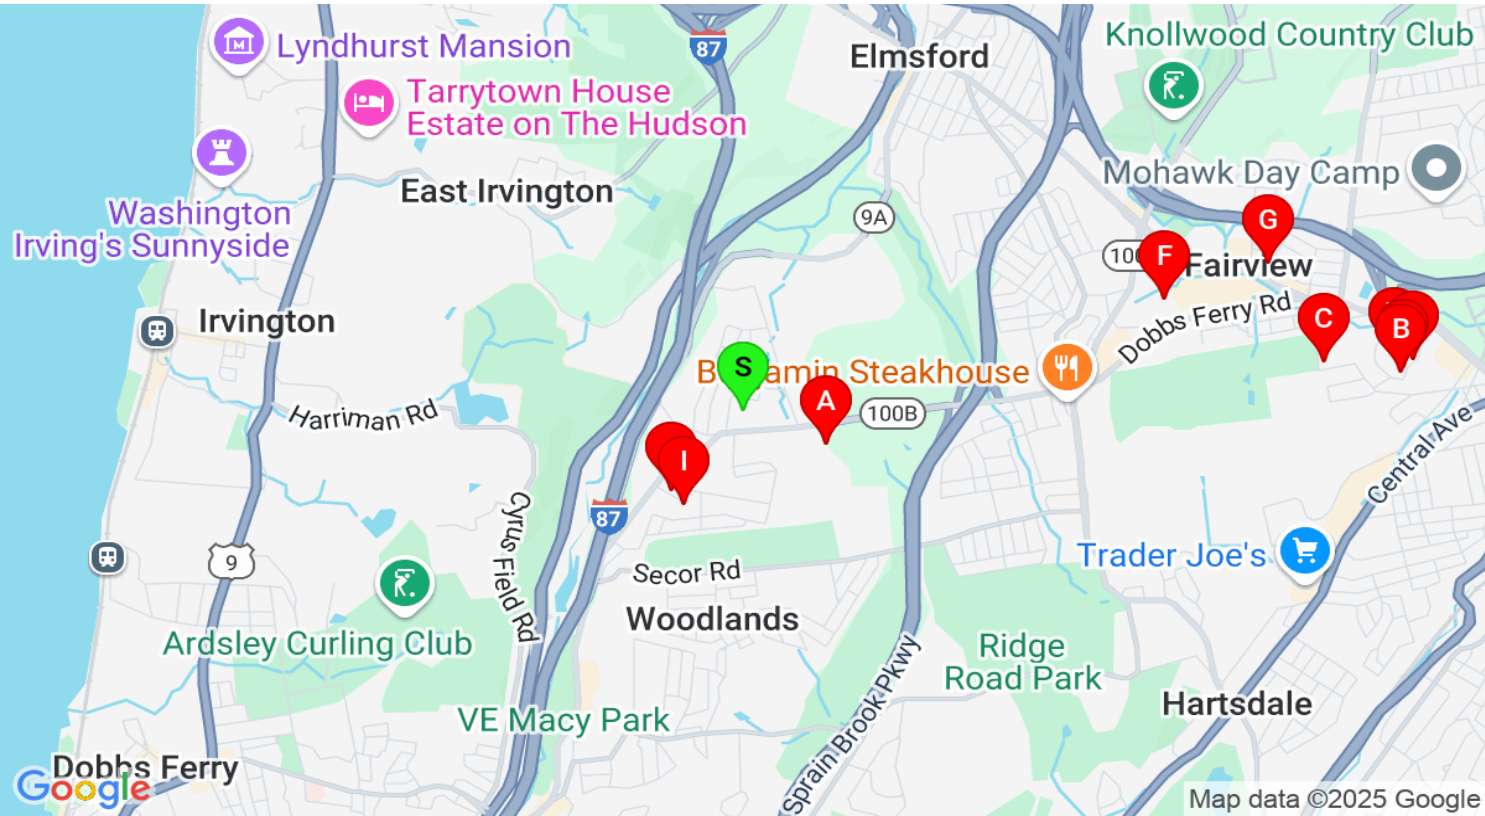 Lyndhurst Mansion
87
Elmsford
Knollwood Country Club
Tarrytown House
Estate on The Hudson
East Irvington
Mohawk Day Camp
Washington
Irving's Sunnyside
9A
G
F
Fairview
Irvington
Dobbs Ferry Rd
C
B
S
Steakhouse
A
100B
Harriman Rd
I
Central Ave
87
Cyrus Field Rd
9
Secor Rd
Trader Joe's
Woodlands
Ardsley Curling Club
Ridge
Road Park
Sprain Brook Pkwy
Hartsdale
VE Macy Park
Dobbs Ferry
Google
Map data ©2025 Google